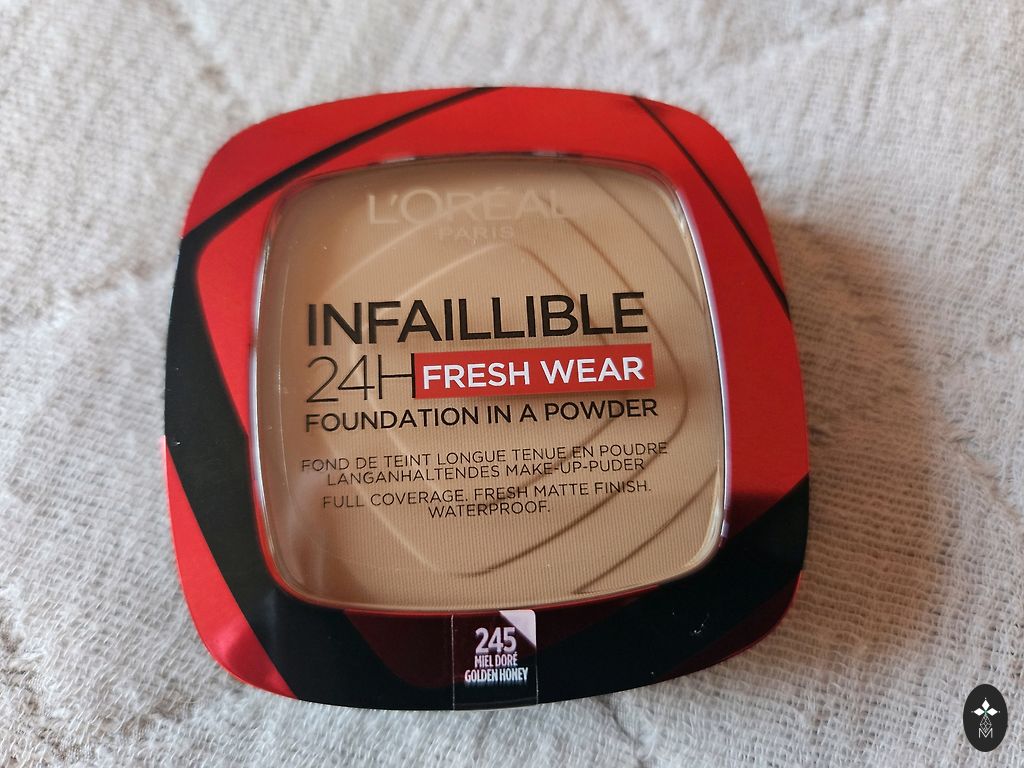 L'ORÉAL
PARIS
INFAILLIBLE
24H FRESH WEAR
FOUNDATION IN A POWDER
FOND DE TEINT LONGUE TENUE EN POUDRE
LANGANHALTENDES MAKE-UP-PUDER
FULL COVERAGE. FRESH MATTE FINISH.
WATERPROOF.
245
MIEL DORÉ
GOLDEN HONEY
M